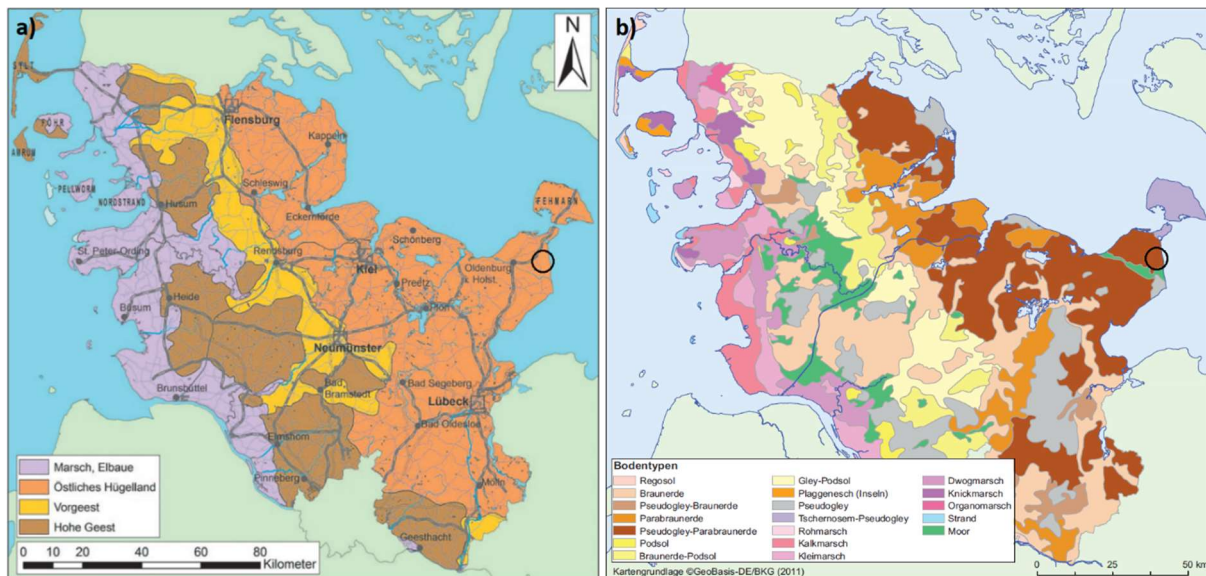 a)
N
SYLT
FÖHR
AMRUM
PELLWORM
NORDSTRAND
Flensburg
Kappeln
Schleswig
Husum
Eckernförde
FEHMARN
Schönberg
St. Peter-Ording
Rendsburg
Kiel
Oldenburg
i. Holst.
Preetz
Heide
Plön
Büsum
Neumünster
Brunsbüttel
Bad Segeberg
Bad
Bramstedt
Lübeck
Bad Oldesloe
Elmshorn
Pinneberg
Mölln
Geesthacht
Marsch, Elbaue
Östliches Hügelland
Vorgeest
Hohe Geest
0 10 20 40 60 80
Kilometer
b)
Bodentypen
Regosol
Braunerde
Pseudogley-Braunerde
Parabraunerde
Pseudogley-Parabraunerde
Podsol
Braunerde-Podsol
Gley-Podsol
Plaggenesch (Inseln)
Pseudogley
Tschernosem-Pseudogley
Rohmarsch
Kalkmarsch
Kleimarsch
Dwogmarsch
Knickmarsch
Organomarsch
Strand
Moor
Kartengrundlage ©GeoBasis-DE/BKG (2011)
0 25 50 km